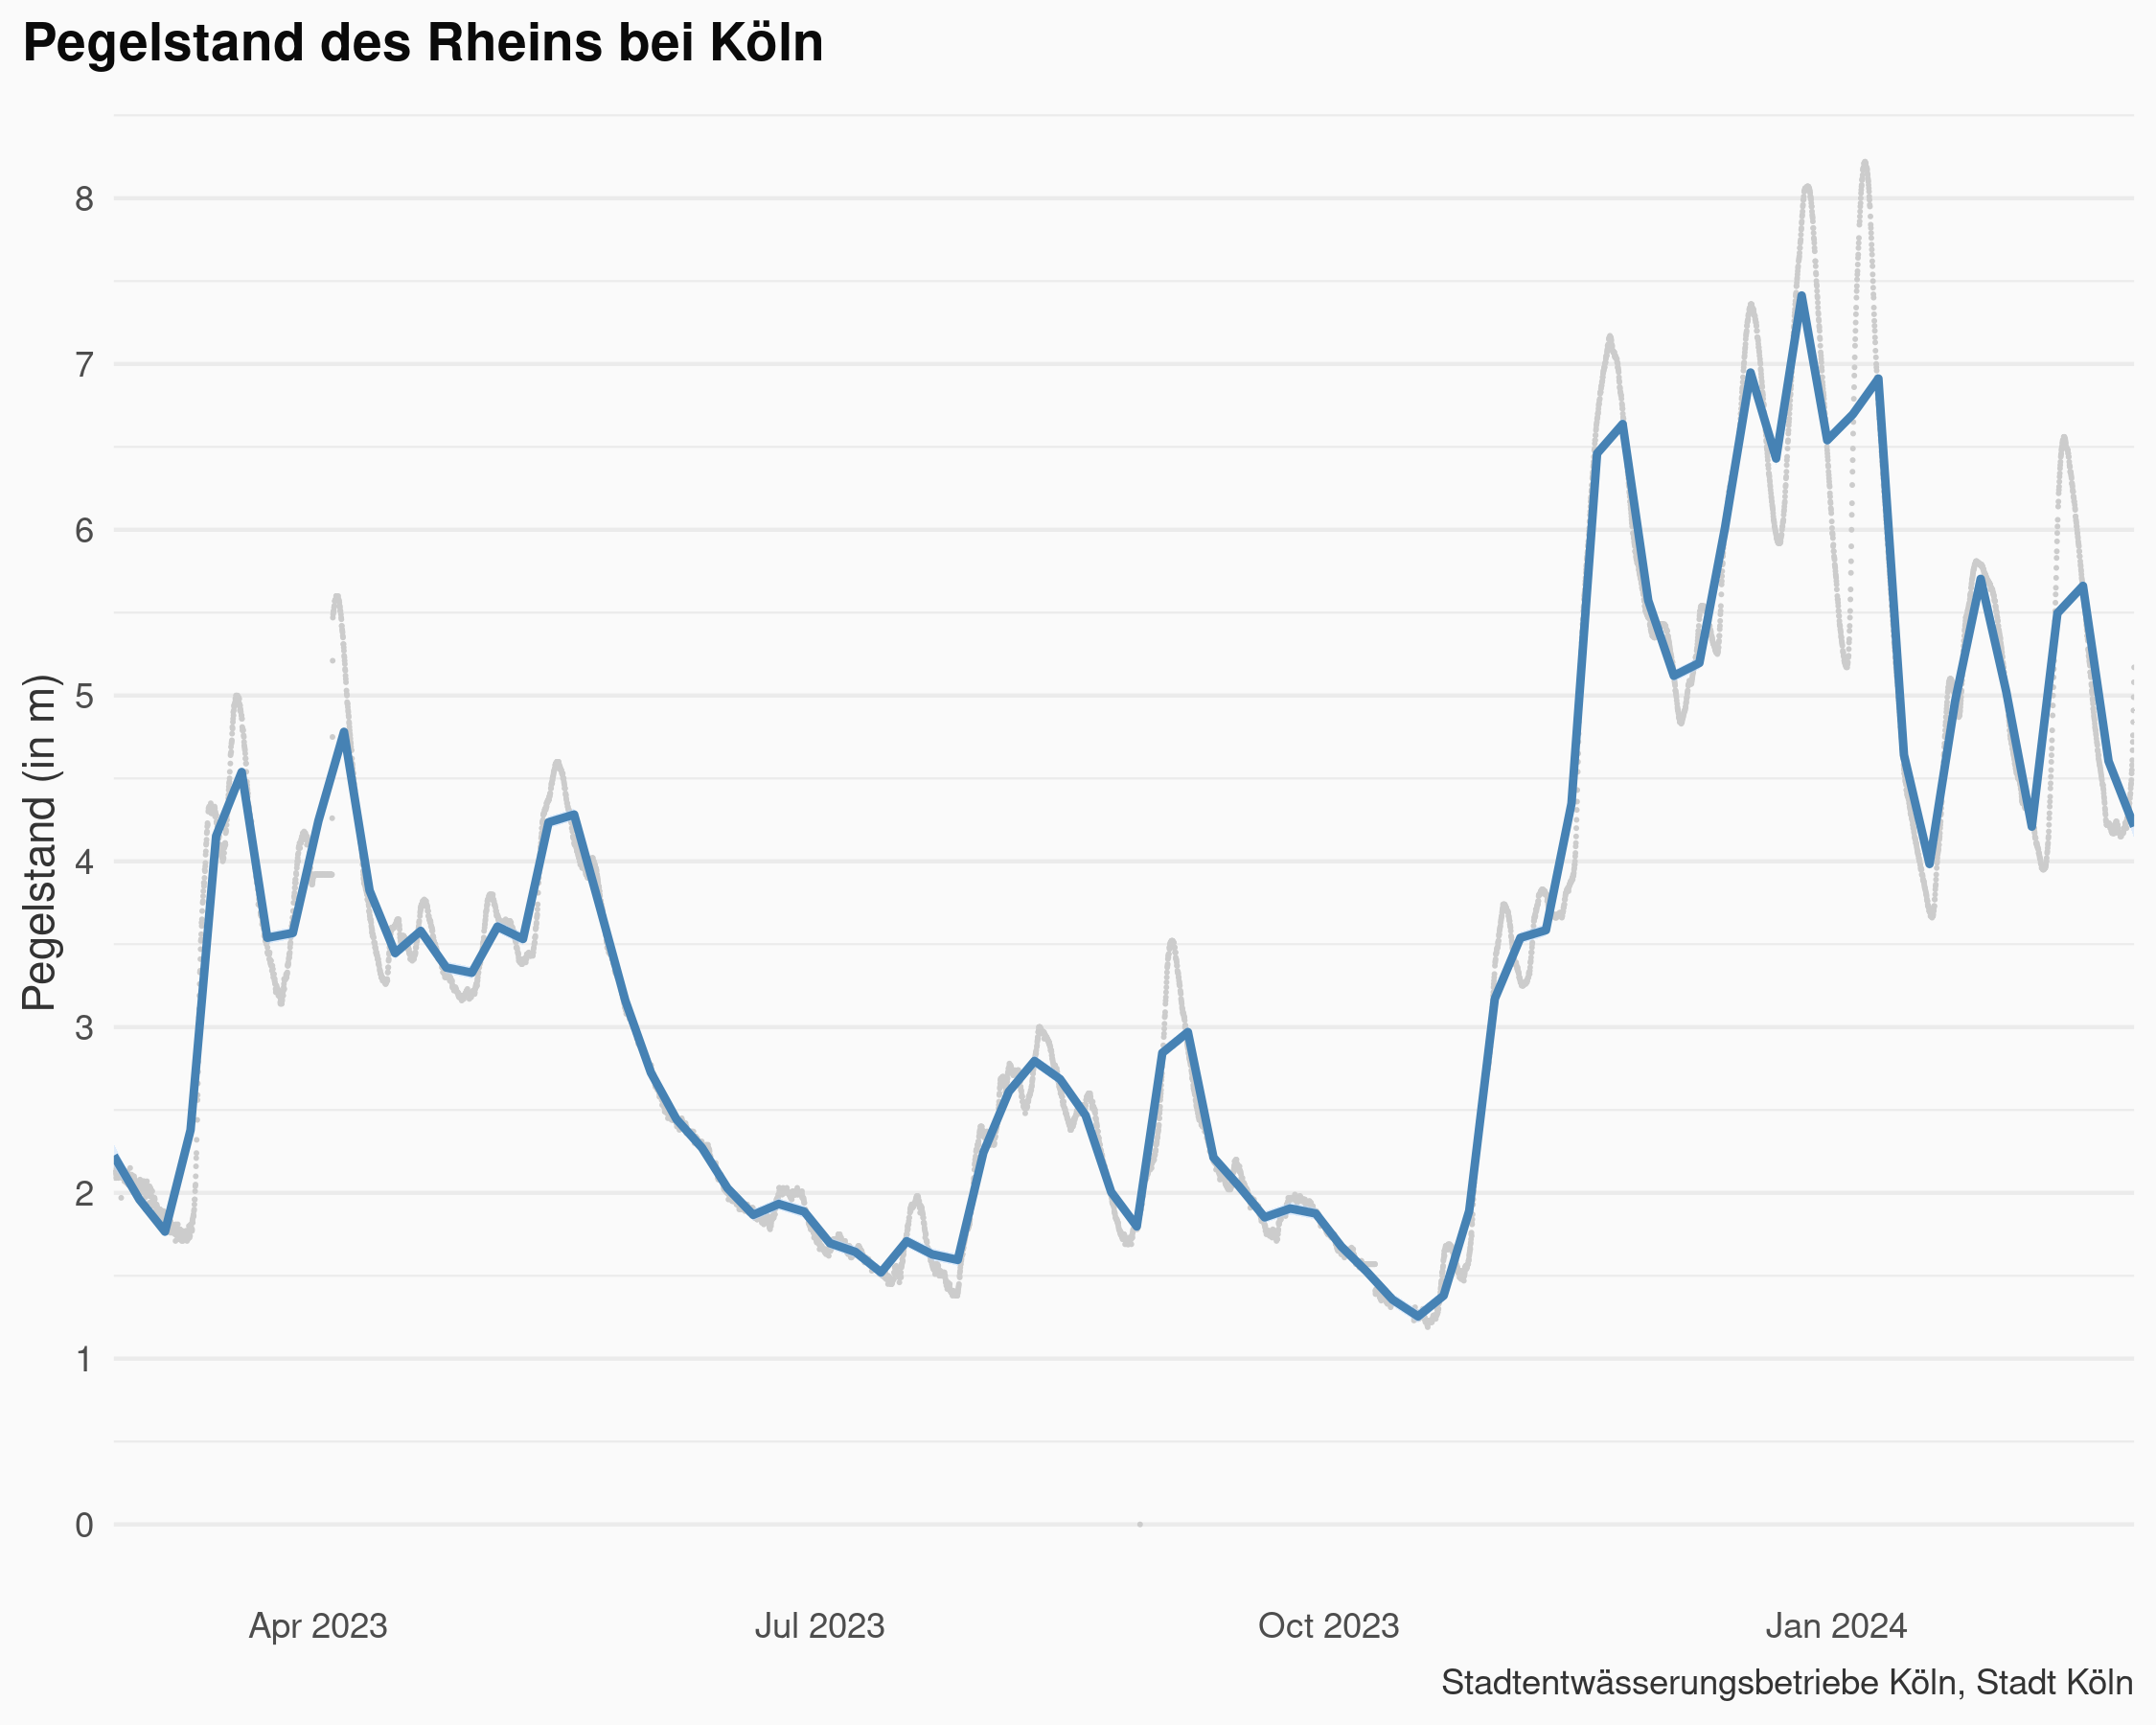 Pegelstand des Rheins bei Köln
Pegelstand (in m)
8
7
6
5
4
3
2
1
0
Apr 2023
Jul 2023
Oct 2023
Jan 2024
Stadtentwässerungsbetriebe Köln, Stadt Köln